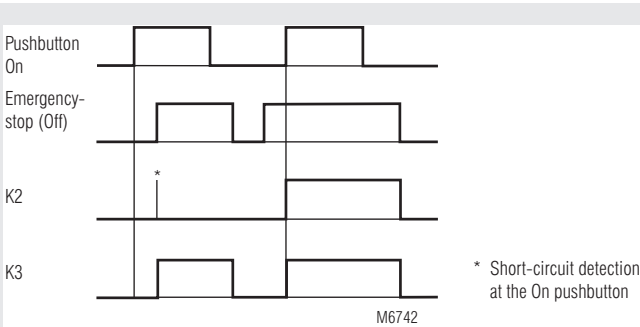 Pushbutton
On
Emergency-
stop (Off)
*
K2
K3
* Short-circuit detection
at the On pushbutton
M6742